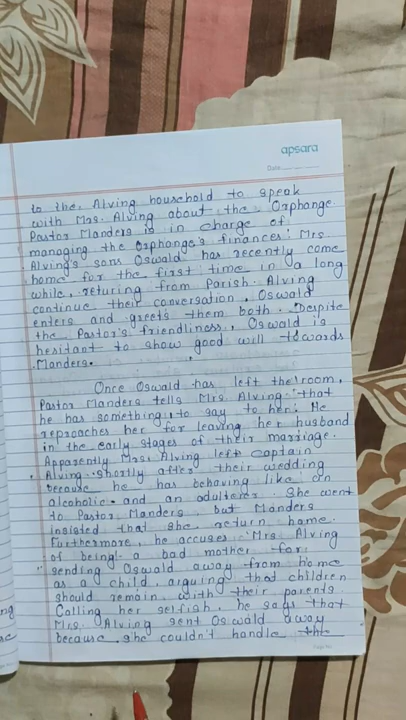 apsara
Date
to the Alving household to speak
with Mrs. Alving about the Orphange.
Pastor Manders is in charge of
managing the Orphange's finances. Mrs.
Alving's sons Oswald has recently come
home for the first time in a long
while, returing from Parish. Alving
continue their conversation, Oswald
enters and greets them both. Despite
the Pastor's friendliness, Oswald is
hesitant to show good will towards
Manders.
Once Oswald has left the room,
Pastor Manders tells Mrs Alving that
he has something to say to her. He
reproaches her for leaving her husband
in the early stages of their marriage.
Apparently Mrs. Alving left Captain
Alving shortly after their wedding
because he has behaving like an
alcoholic and an adulterer. She went
to Pastor Manders, but Manders
insisted that she return home.
Furthermore, he accuses Mrs. Alving
of being a bad mother for
sending Oswald away from home
as a child, arguing that children
should remain with their parents.
Calling her selfish, he says that
Mrs. Alving sent Oswald away
because she couldn't handle the
Page No.